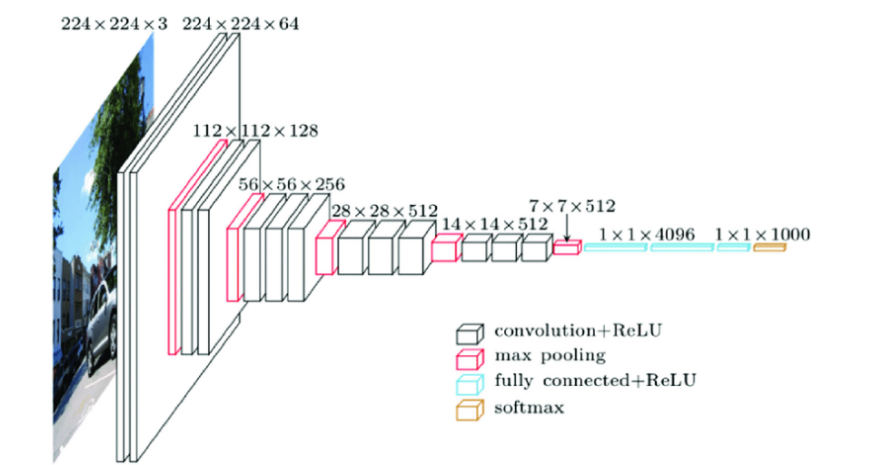 224×224×3
224×224×64
112×112×128
56×56×256
28×28×512
14×14×512
7×7×512
1×1×4096
1×1×1000
convolution+ReLU
max pooling
fully connected+ReLU
softmax